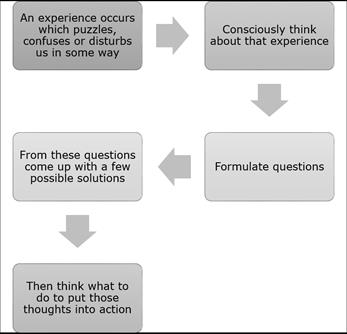 An experience occurs
which puzzles,
confuses or disturbs
us in some way
Consciously think
about that experience
Formulate questions
From these questions
come up with a few
possible solutions
Then think what to
do to put those
thoughts into action